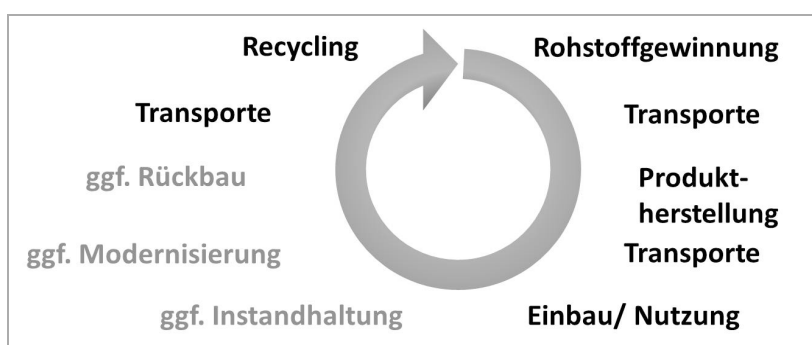 Recycling
Rohstoffgewinnung
Transporte
Transporte
ggf. Rückbau
Produkt-
herstellung
ggf. Modernisierung
Transporte
ggf. Instandhaltung
Einbau/ Nutzung